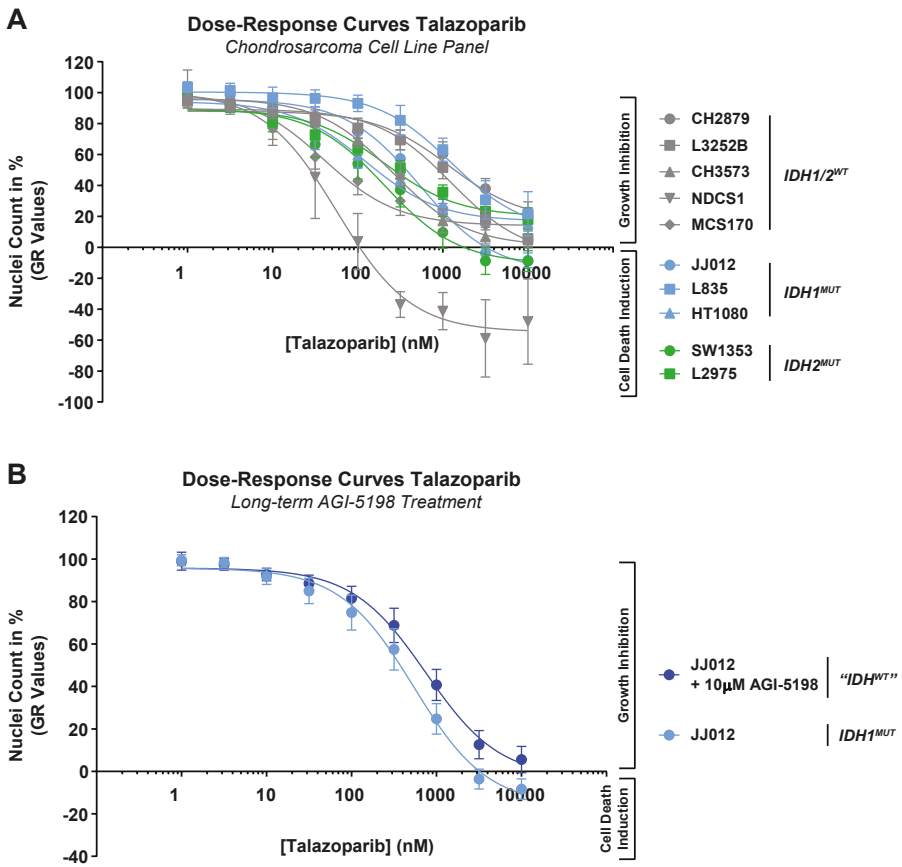 A
Dose-Response Curves Talazoparib
Chondrosarcoma Cell Line Panel
Nuclei Count in %
(GR Values)
120
100
80
60
40
20
0
-20
-40
-60
-80
-100
1
10
100
1000
10000
[Talazoparib] (nM)
Growth Inhibition
Cell Death Induction
CH2879
L3252B
CH3573
NDCS1
MCS170
IDH1/2WT
JJ012
L835
HT1080
IDH1MUT
SW1353
L2975
IDH2MUT
B
Dose-Response Curves Talazoparib
Long-term AGI-5198 Treatment
Nuclei Count in %
(GR Values)
120
100
80
60
40
20
0
-20
-40
1
10
100
1000
10000
[Talazoparib] (nM)
Growth Inhibition
Cell Death
Induction
JJ012
+ 10µM AGI-5198
“IDHWT”
JJ012
IDH1MUT